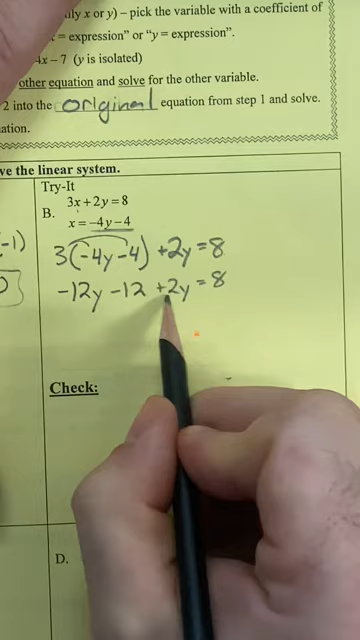 x or y) – pick the variable with a coefficient of
= expression" or "y = expression".
4x – 7 (y is isolated)
other equation and solve for the other variable.
2 into the original equation from step 1 and solve.
ation.
ve the linear system.
Try-It
B. 3x + 2y = 8
x = –4y – 4
-1)
3(-4y-4) +2y = 8
-12y -12 +2y = 8
Check:
D.